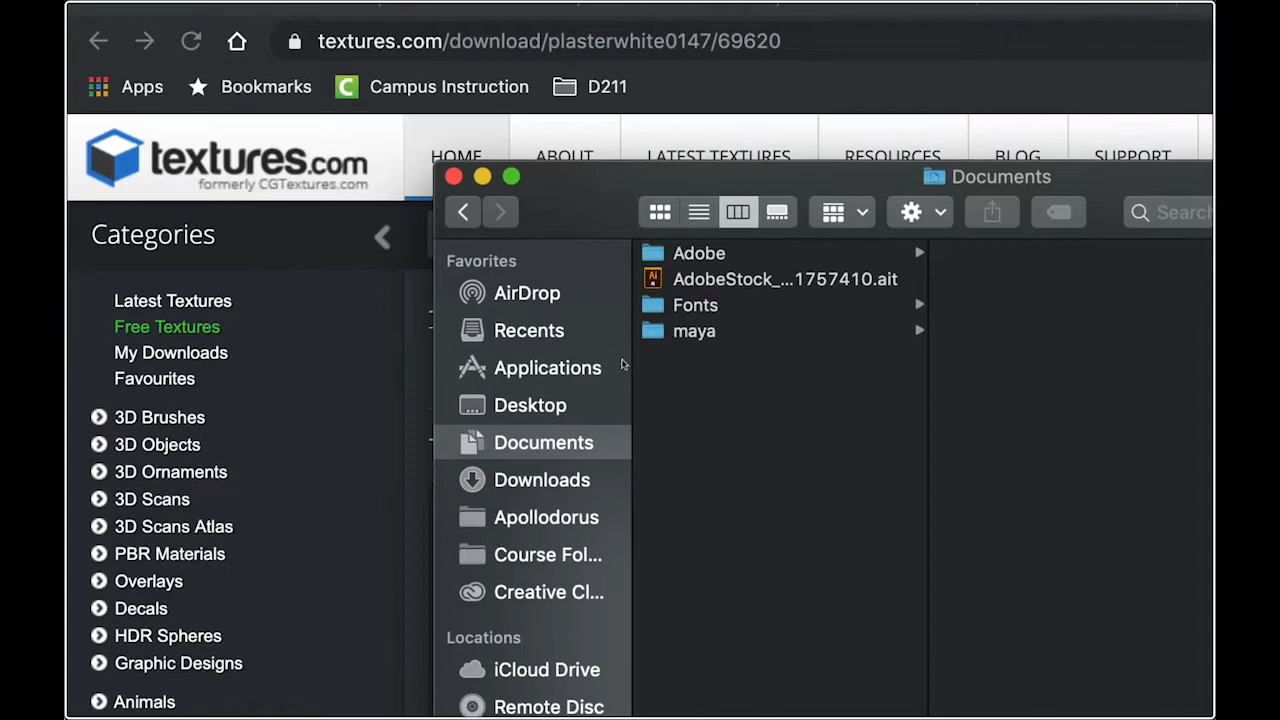 textures.com/download/plasterwhite0147/69620
Apps Bookmarks Campus Instruction D211
textures.com
formerly CGTextures.com
HOME ABOUT LATEST TEXTURES RESOURCES BLOG SUPPORT
Categories
Latest Textures
Free Textures
My Downloads
Favourites
3D Brushes
3D Objects
3D Ornaments
3D Scans
3D Scans Atlas
PBR Materials
Overlays
Decals
HDR Spheres
Graphic Designs
Animals
Documents
Search
Favorites
AirDrop
Recents
Applications
Desktop
Documents
Downloads
Apollodorus
Course Fol...
Creative Cl...
Locations
iCloud Drive
Remote Disc
Adobe
AdobeStock_...1757410.ait
Fonts
maya